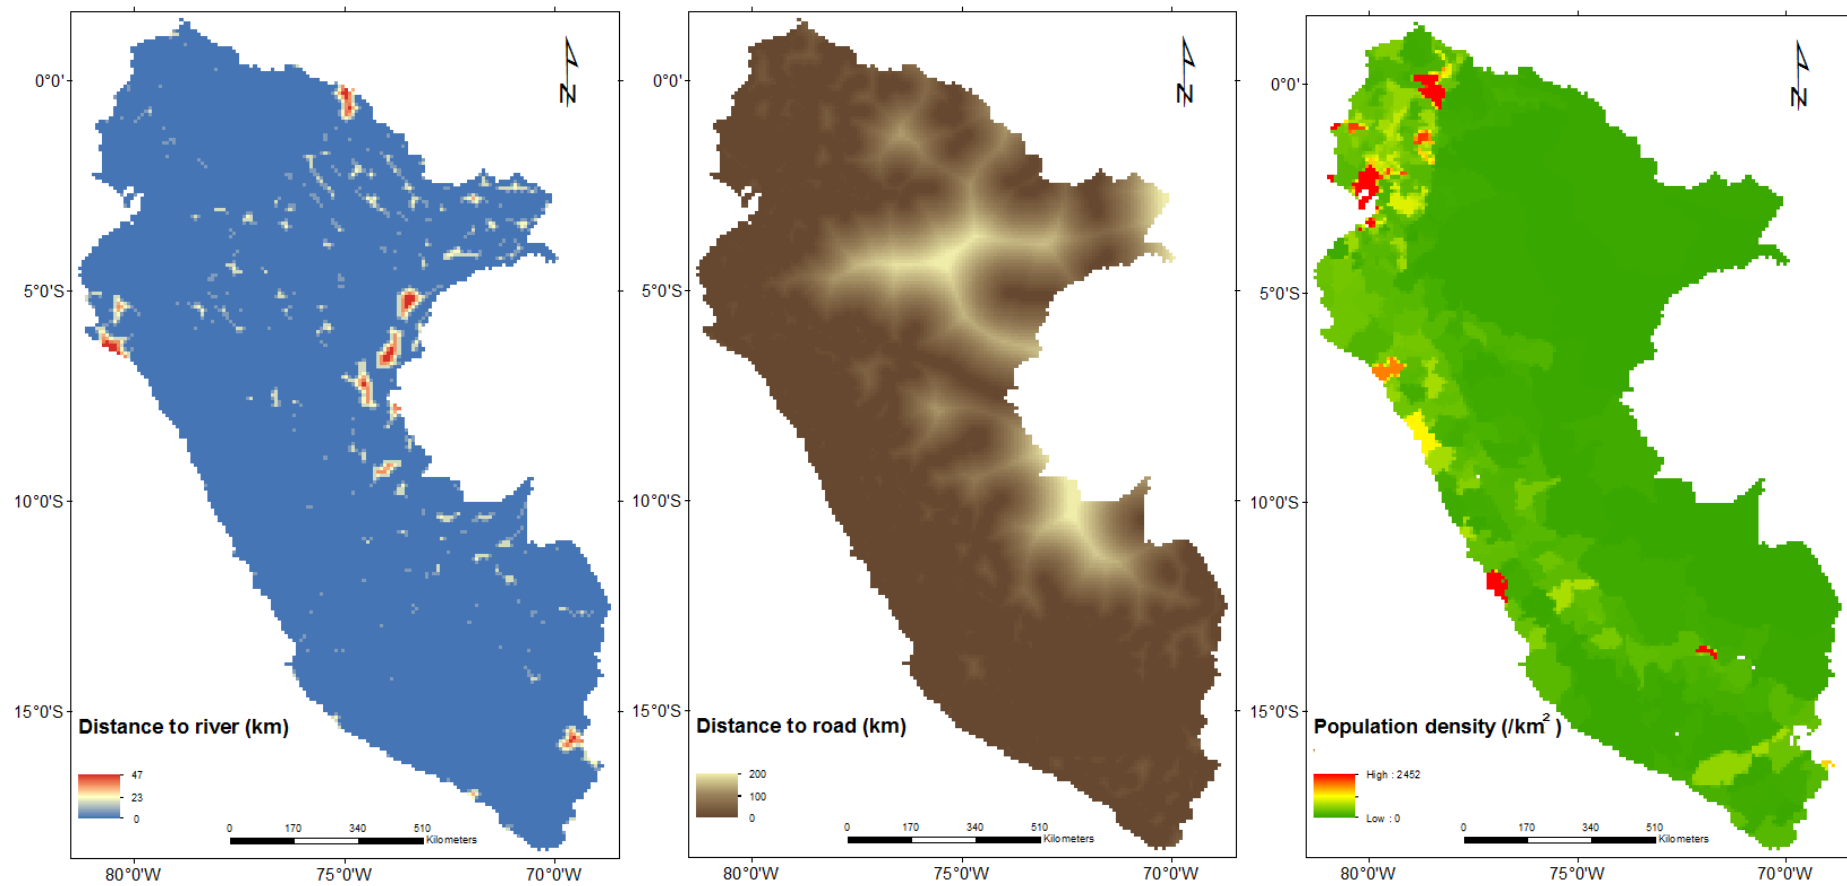 N
0°0'
5°0'S
10°0'S
15°0'S
Distance to river (km)
47
23
0
0 170 340 510
Kilometers
80°0'W 75°0'W 70°0'W
N
0°0'
5°0'S
10°0'S
15°0'S
Distance to road (km)
200
100
0
0 170 340 510
Kilometers
80°0'W 75°0'W 70°0'W
N
0°0'
5°0'S
10°0'S
15°0'S
Population density (/km²)
High : 2452
Low : 0
0 170 340 510
Kilometers
80°0'W 75°0'W 70°0'W